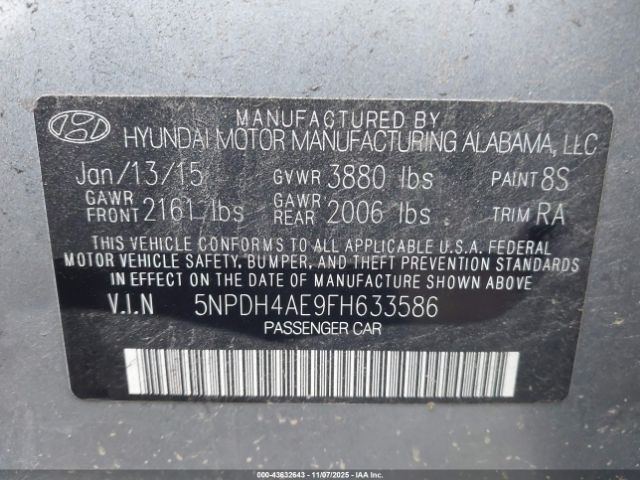 MANUFACTURED BY
HYUNDAI MOTOR MANUFACTURING ALABAMA, LLC
Jan/13/15 GVWR 3880 lbs PAINT 8S
GAWR FRONT 2161 lbs GAWR REAR 2006 lbs TRIM RA
THIS VEHICLE CONFORMS TO ALL APPLICABLE U.S.A. FEDERAL
MOTOR VEHICLE SAFETY, BUMPER, AND THEFT PREVENTION STANDARDS
IN EFFECT ON THE DATE OF MANUFACTURE SHOWN ABOVE
V.I.N 5NPDH4AE9FH633586
PASSENGER CAR
000-43632643 11/07/2025 IAAI.COM